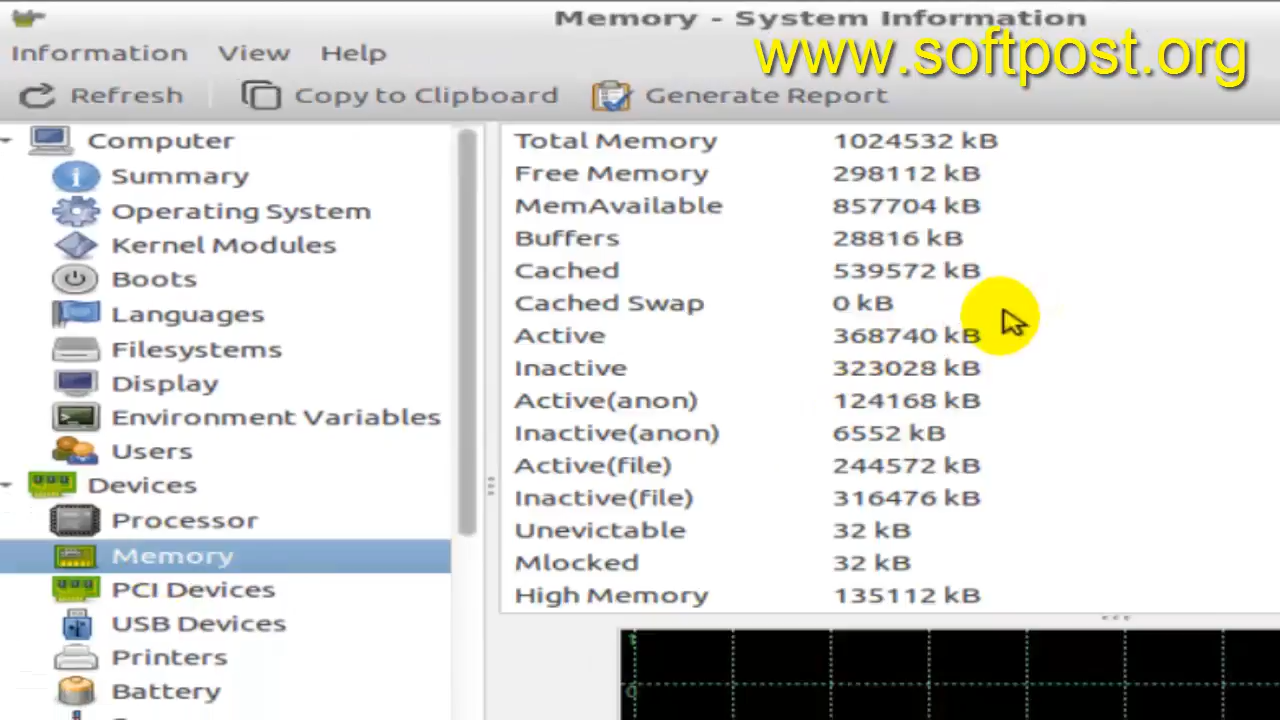 Memory - System Information
www.softpost.org
Information View Help
Refresh Copy to Clipboard Generate Report
Computer
Summary
Operating System
Kernel Modules
Boots
Languages
Filesystems
Display
Environment Variables
Users
Devices
Processor
Memory
PCI Devices
USB Devices
Printers
Battery
Total Memory 1024532 kB
Free Memory 298112 kB
MemAvailable 857704 kB
Buffers 28816 kB
Cached 539572 kB
Cached Swap 0 kB
Active 368740 kB
Inactive 323028 kB
Active(anon) 124168 kB
Inactive(anon) 6552 kB
Active(file) 244572 kB
Inactive(file) 316476 kB
Unevictable 32 kB
Mlocked 32 kB
High Memory 135112 kB